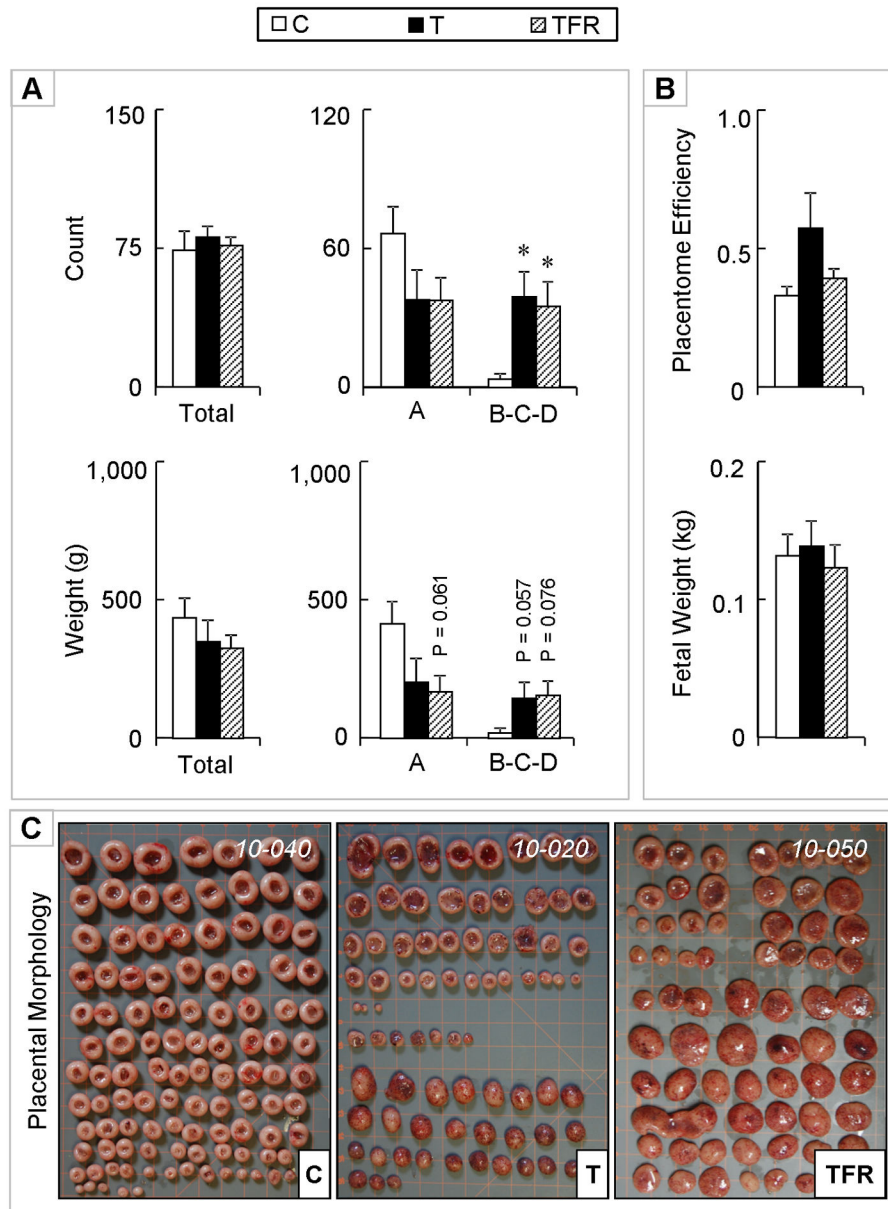 C T TFR
A
150
75
0
Count
Total
120
60
0
*
*
A B-C-D
1,000
500
0
Weight (g)
Total
1,000
500
0
P = 0.061
P = 0.057
P = 0.076
A B-C-D
B
1.0
0.5
0
Placentome Efficiency
0.2
0.1
0
Fetal Weight (kg)
C
Placental Morphology
10-040
C
10-020
T
10-050
TFR